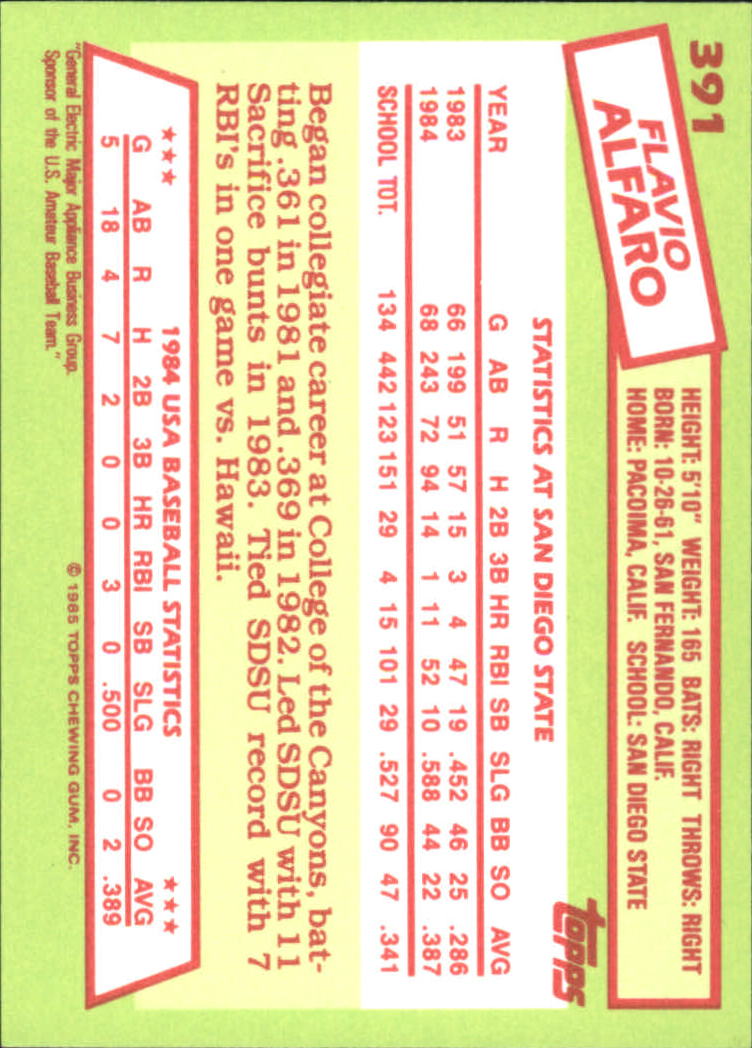 391
FLAVIO
ALFARO
HEIGHT: 5'10" WEIGHT: 165 BATS: RIGHT THROWS: RIGHT
BORN: 10-26-61, SAN FERNANDO, CALIF.
HOME: PACOIMA, CALIF. SCHOOL: SAN DIEGO STATE
topps
STATISTICS AT SAN DIEGO STATE
YEAR G AB R H 2B 3B HR RBI SB SLG BB SO AVG
1983 66 199 51 57 15 3 4 47 19 .452 46 25 .286
1984 68 243 72 94 14 1 11 52 10 .588 44 22 .387
SCHOOL TOT. 134 442 123 151 29 4 15 101 29 .527 90 47 .341
Began collegiate career at College of the Canyons, bat-
ting .361 in 1981 and .369 in 1982. Led SDSU with 11
Sacrifice bunts in 1983. Tied SDSU record with 7
RBI's in one game vs. Hawaii.
★★★ 1984 USA BASEBALL STATISTICS ★★★
G AB R H 2B 3B HR RBI SB SLG BB SO AVG
5 18 4 7 2 0 0 3 0 .500 0 2 .389
"General Electric Major Appliance Business Group. © 1985 TOPPS CHEWING GUM, INC.
Sponsor of the U.S. Amateur Baseball Team."